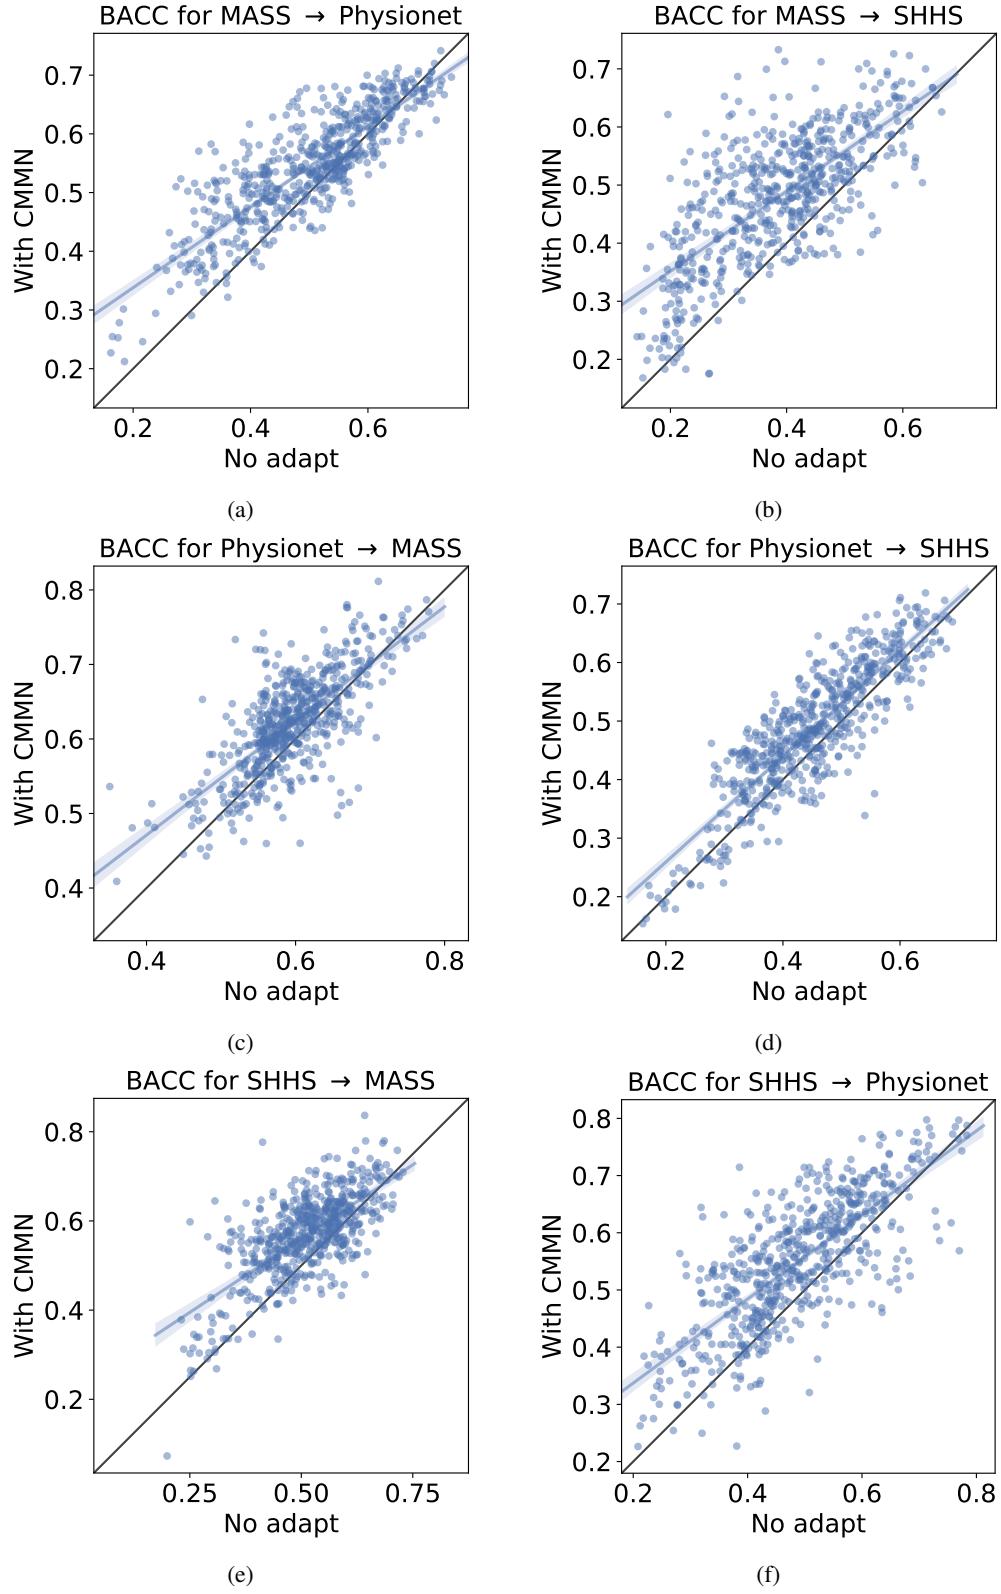 BACC for MASS → Physionet
With CMMN
0.7
0.6
0.5
0.4
0.3
0.2
0.2 0.4 0.6
No adapt
(a)
BACC for MASS → SHHS
With CMMN
0.7
0.6
0.5
0.4
0.3
0.2
0.2 0.4 0.6
No adapt
(b)
BACC for Physionet → MASS
With CMMN
0.8
0.7
0.6
0.5
0.4
0.4 0.6 0.8
No adapt
(c)
BACC for Physionet → SHHS
With CMMN
0.7
0.6
0.5
0.4
0.3
0.2
0.2 0.4 0.6
No adapt
(d)
BACC for SHHS → MASS
With CMMN
0.8
0.6
0.4
0.2
0.25 0.50 0.75
No adapt
(e)
BACC for SHHS → Physionet
With CMMN
0.8
0.7
0.6
0.5
0.4
0.3
0.2
0.2 0.4 0.6 0.8
No adapt
(f)